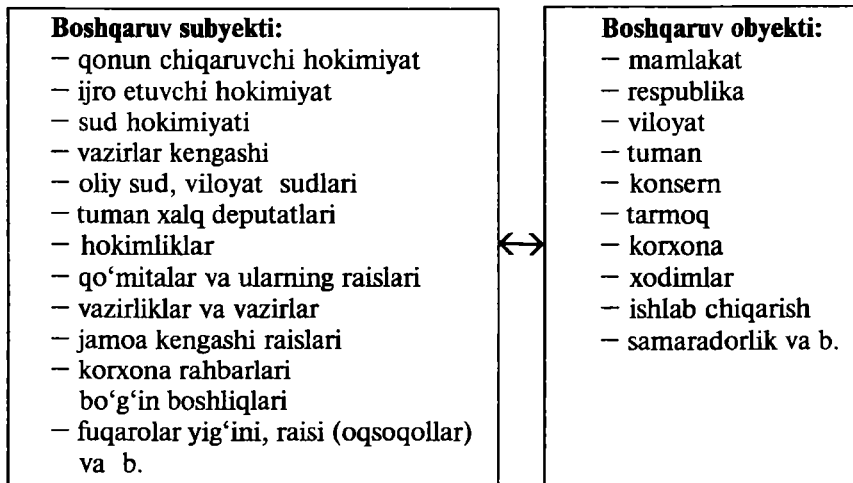 Boshqaruv subyekti:
— qonun chiqaruvchi hokimiyat
— ijro etuvchi hokimiyat
— sud hokimiyati
— vazirlar kengashi
— oliy sud, viloyat sudlari
— tuman xalq deputatlari
— hokimliklar
— qo‘mitalar va ularning raislari
— vazirliklar va vazirlar
— jamoa kengashi raislari
— korxona rahbarlari
bo‘g‘in boshliqlari
— fuqarolar yig‘ini, raisi (oqsoqollar)
va b.
Boshqaruv obyekti:
— mamlakat
— respublika
— viloyat
— tuman
— konsern
— tarmoq
— korxona
— xodimlar
— ishlab chiqarish
— samaradorlik va b.